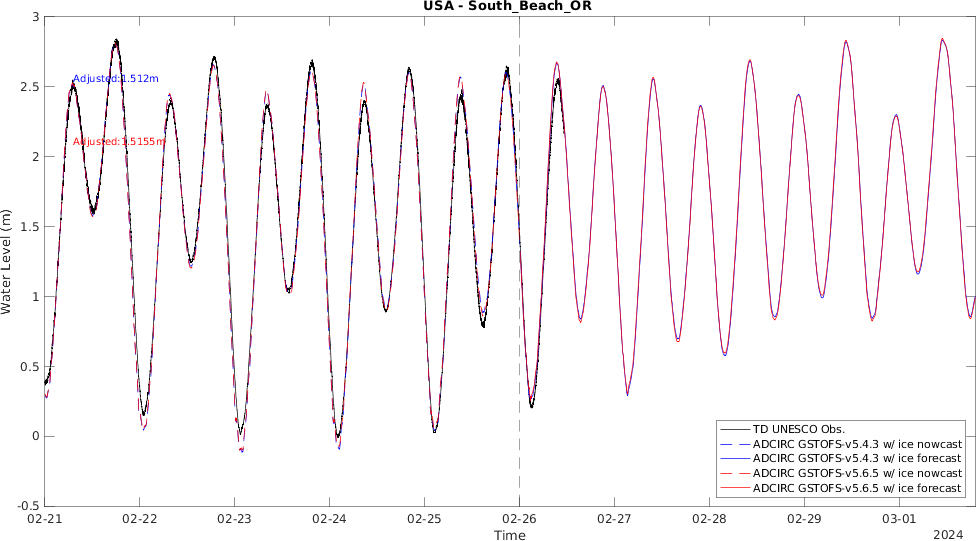 USA - South_Beach_OR
3
2.5
2
1.5
1
0.5
0
-0.5
Water Level (m)
Adjusted:1.512m
Adjusted:1.5155m
TD UNESCO Obs.
ADCIRC GSTOFS-v5.4.3 w/ ice nowcast
ADCIRC GSTOFS-v5.4.3 w/ ice forecast
ADCIRC GSTOFS-v5.6.5 w/ ice nowcast
ADCIRC GSTOFS-v5.6.5 w/ ice forecast
02-21 02-22 02-23 02-24 02-25 02-26 02-27 02-28 02-29 03-01
Time
2024